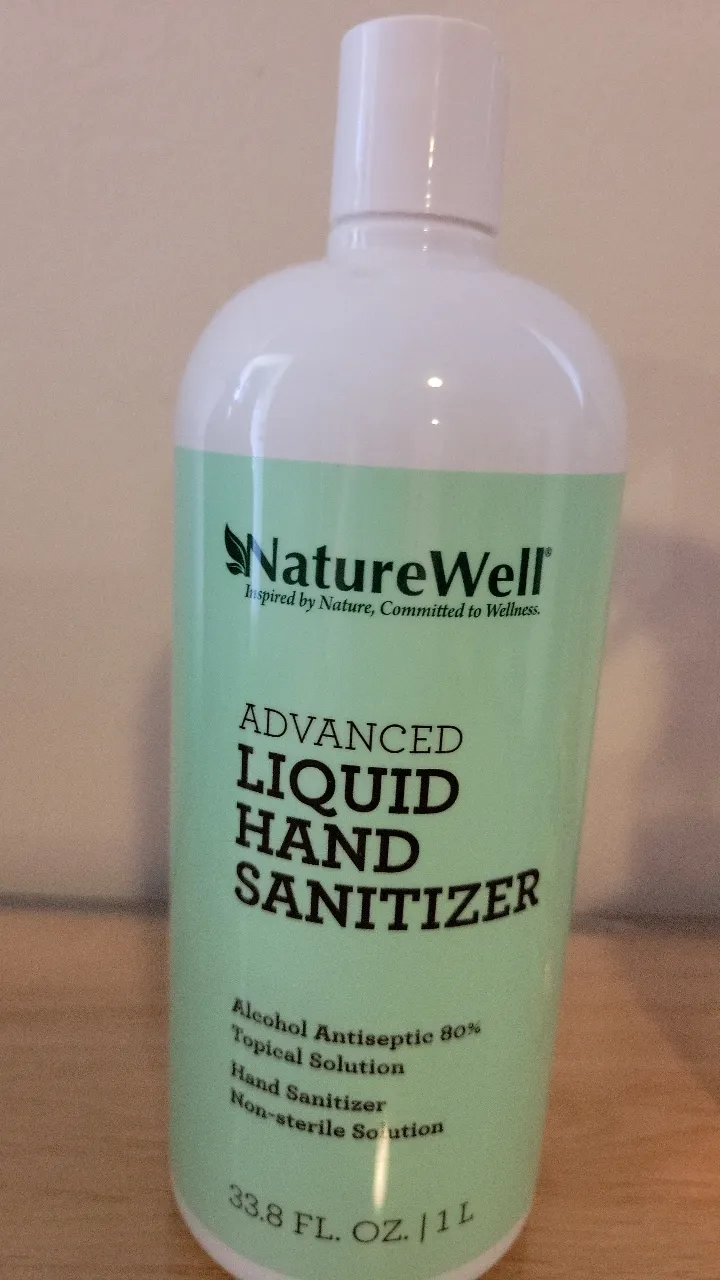 NatureWell®
Inspired by Nature, Committed to Wellness.
ADVANCED
LIQUID
HAND
SANITIZER
Alcohol Antiseptic 80%
Topical Solution
Hand Sanitizer
Non-sterile Solution
33.8 FL. OZ. | 1 L